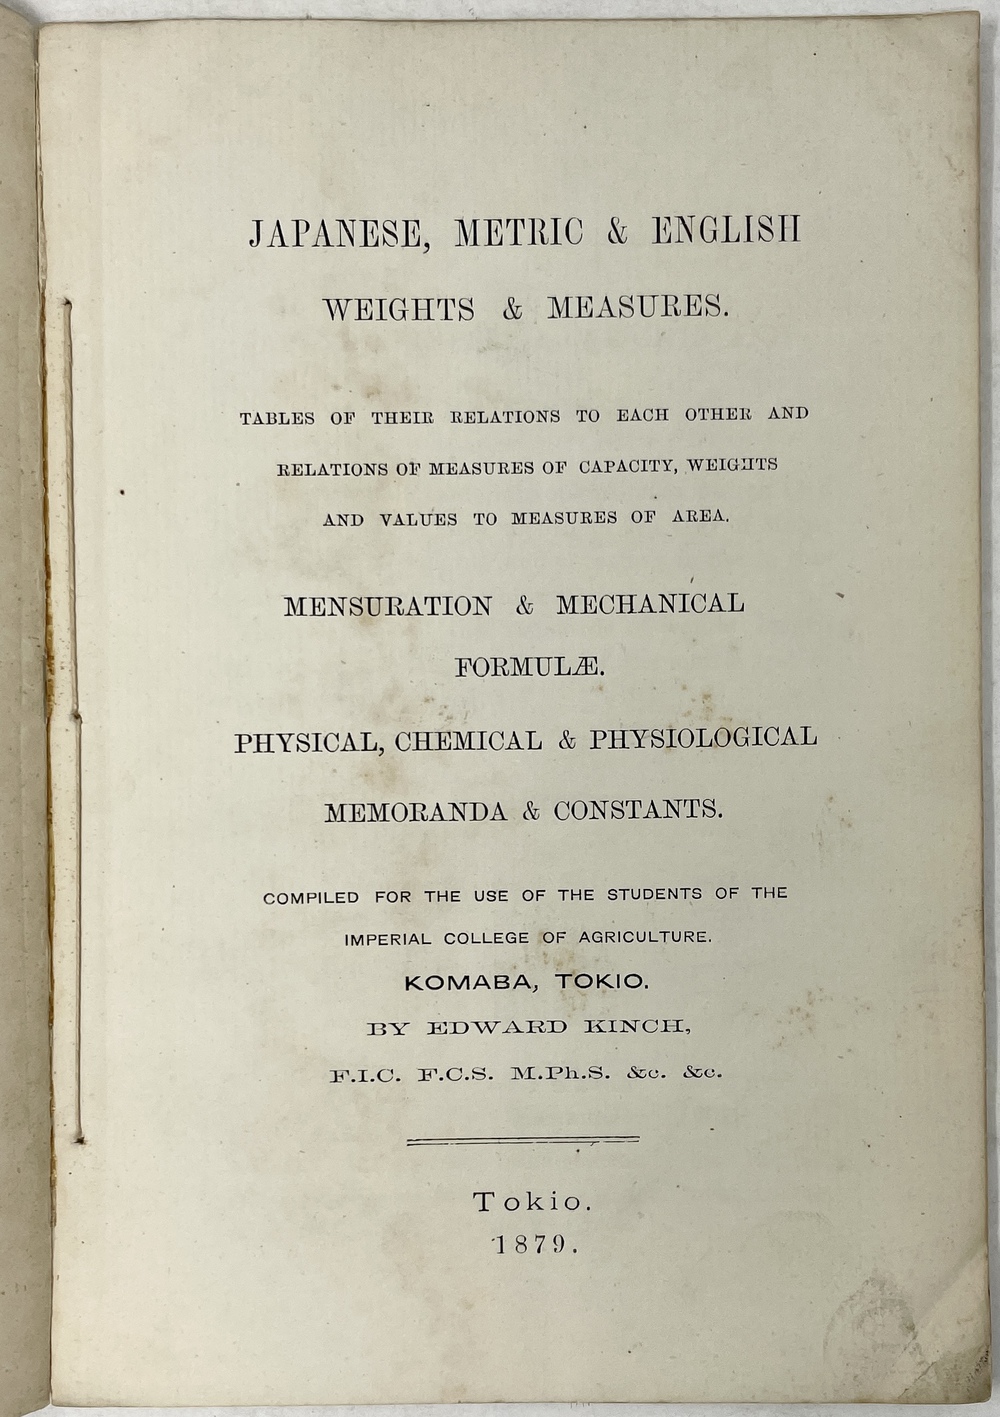 JAPANESE, METRIC & ENGLISH
WEIGHTS & MEASURES.
TABLES OF THEIR RELATIONS TO EACH OTHER AND
RELATIONS OF MEASURES OF CAPACITY, WEIGHTS
AND VALUES TO MEASURES OF AREA.
MENSURATION & MECHANICAL
FORMULÆ.
PHYSICAL, CHEMICAL & PHYSIOLOGICAL
MEMORANDA & CONSTANTS.
COMPILED FOR THE USE OF THE STUDENTS OF THE
IMPERIAL COLLEGE OF AGRICULTURE.
KOMABA, TOKIO.
BY EDWARD KINCH,
F.I.C. F.C.S. M.Ph.S. &c. &c.
Tokio.
1879.